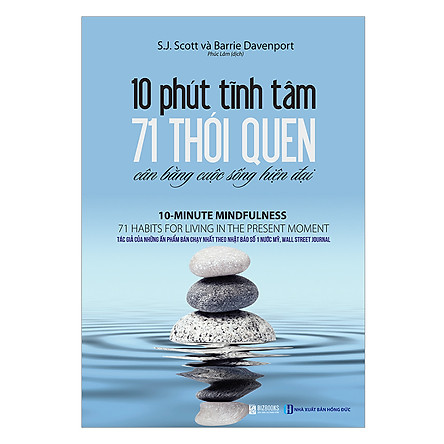 S.J. Scott và Barrie Davenport
Phúc Lâm (dịch)
10 phút tĩnh tâm
71 THÓI QUEN
cân bằng cuộc sống hiện đại
10-MINUTE MINDFULNESS
71 HABITS FOR LIVING IN THE PRESENT MOMENT
TÁC GIẢ CỦA NHỮNG ẤN PHẨM BÁN CHẠY NHẤT THEO NHẬT BÁO SỐ 1 NƯỚC MỸ, WALL STREET JOURNAL
BIZBOOKS
NHÀ XUẤT BẢN HỒNG ĐỨC